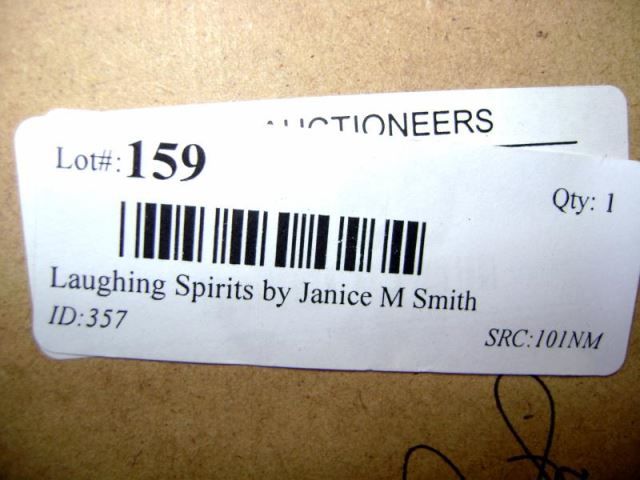 AUCTIONEERS
Lot#: 159
Qty: 1
Laughing Spirits by Janice M Smith
ID:357
SRC:101NM